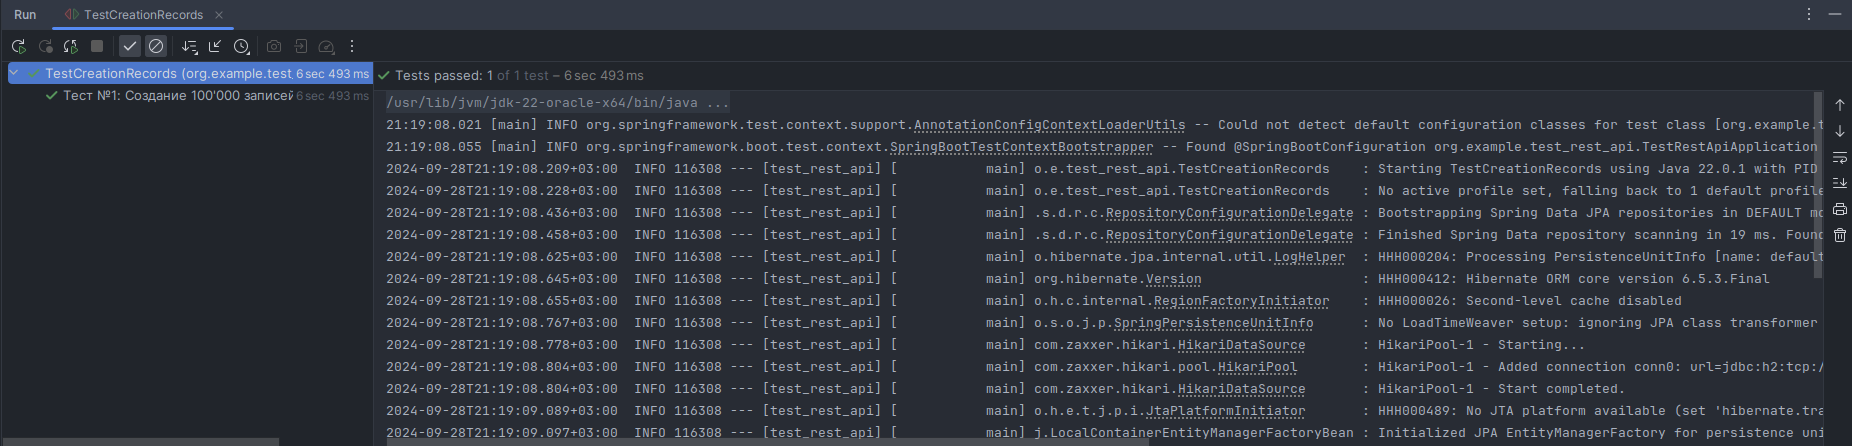 Run TestCreationRecords
TestCreationRecords (org.example.test_ 6 sec 493 ms
Тест №1: Создание 100'000 записей 6 sec 493 ms
Tests passed: 1 of 1 test – 6 sec 493 ms
/usr/lib/jvm/jdk-22-oracle-x64/bin/java ...
21:19:08.021 [main] INFO org.springframework.test.context.support.AnnotationConfigContextLoaderUtils -- Could not detect default configuration classes for test class [org.example.t
21:19:08.055 [main] INFO org.springframework.boot.test.context.SpringBootTestContextBootstrapper -- Found @SpringBootConfiguration org.example.test_rest_api.TestRestApiApplication
2024-09-28T21:19:08.209+03:00  INFO 116308 --- [test_rest_api] [           main] o.e.test_rest_api.TestCreationRecords    : Starting TestCreationRecords using Java 22.0.1 with PID
2024-09-28T21:19:08.228+03:00  INFO 116308 --- [test_rest_api] [           main] o.e.test_rest_api.TestCreationRecords    : No active profile set, falling back to 1 default profile
2024-09-28T21:19:08.436+03:00  INFO 116308 --- [test_rest_api] [           main] .s.d.r.c.RepositoryConfigurationDelegate : Bootstrapping Spring Data JPA repositories in DEFAULT mo
2024-09-28T21:19:08.458+03:00  INFO 116308 --- [test_rest_api] [           main] .s.d.r.c.RepositoryConfigurationDelegate : Finished Spring Data repository scanning in 19 ms. Found
2024-09-28T21:19:08.625+03:00  INFO 116308 --- [test_rest_api] [           main] o.hibernate.jpa.internal.util.LogHelper  : HHH000204: Processing PersistenceUnitInfo [name: default
2024-09-28T21:19:08.645+03:00  INFO 116308 --- [test_rest_api] [           main] org.hibernate.Version                    : HHH000412: Hibernate ORM core version 6.5.3.Final
2024-09-28T21:19:08.655+03:00  INFO 116308 --- [test_rest_api] [           main] o.h.c.internal.RegionFactoryInitiator    : HHH000026: Second-level cache disabled
2024-09-28T21:19:08.767+03:00  INFO 116308 --- [test_rest_api] [           main] o.s.o.j.p.SpringPersistenceUnitInfo      : No LoadTimeWeaver setup: ignoring JPA class transformer
2024-09-28T21:19:08.778+03:00  INFO 116308 --- [test_rest_api] [           main] com.zaxxer.hikari.HikariDataSource       : HikariPool-1 - Starting...
2024-09-28T21:19:08.804+03:00  INFO 116308 --- [test_rest_api] [           main] com.zaxxer.hikari.pool.HikariPool        : HikariPool-1 - Added connection conn0: url=jdbc:h2:tcp:/
2024-09-28T21:19:08.804+03:00  INFO 116308 --- [test_rest_api] [           main] com.zaxxer.hikari.HikariDataSource       : HikariPool-1 - Start completed.
2024-09-28T21:19:09.089+03:00  INFO 116308 --- [test_rest_api] [           main] o.h.e.t.j.p.i.JtaPlatformInitiator       : HHH000489: No JTA platform available (set 'hibernate.tra
2024-09-28T21:19:09.097+03:00  INFO 116308 --- [test_rest_api] [           main] j.LocalContainerEntityManagerFactoryBean : Initialized JPA EntityManagerFactory for persistence uni